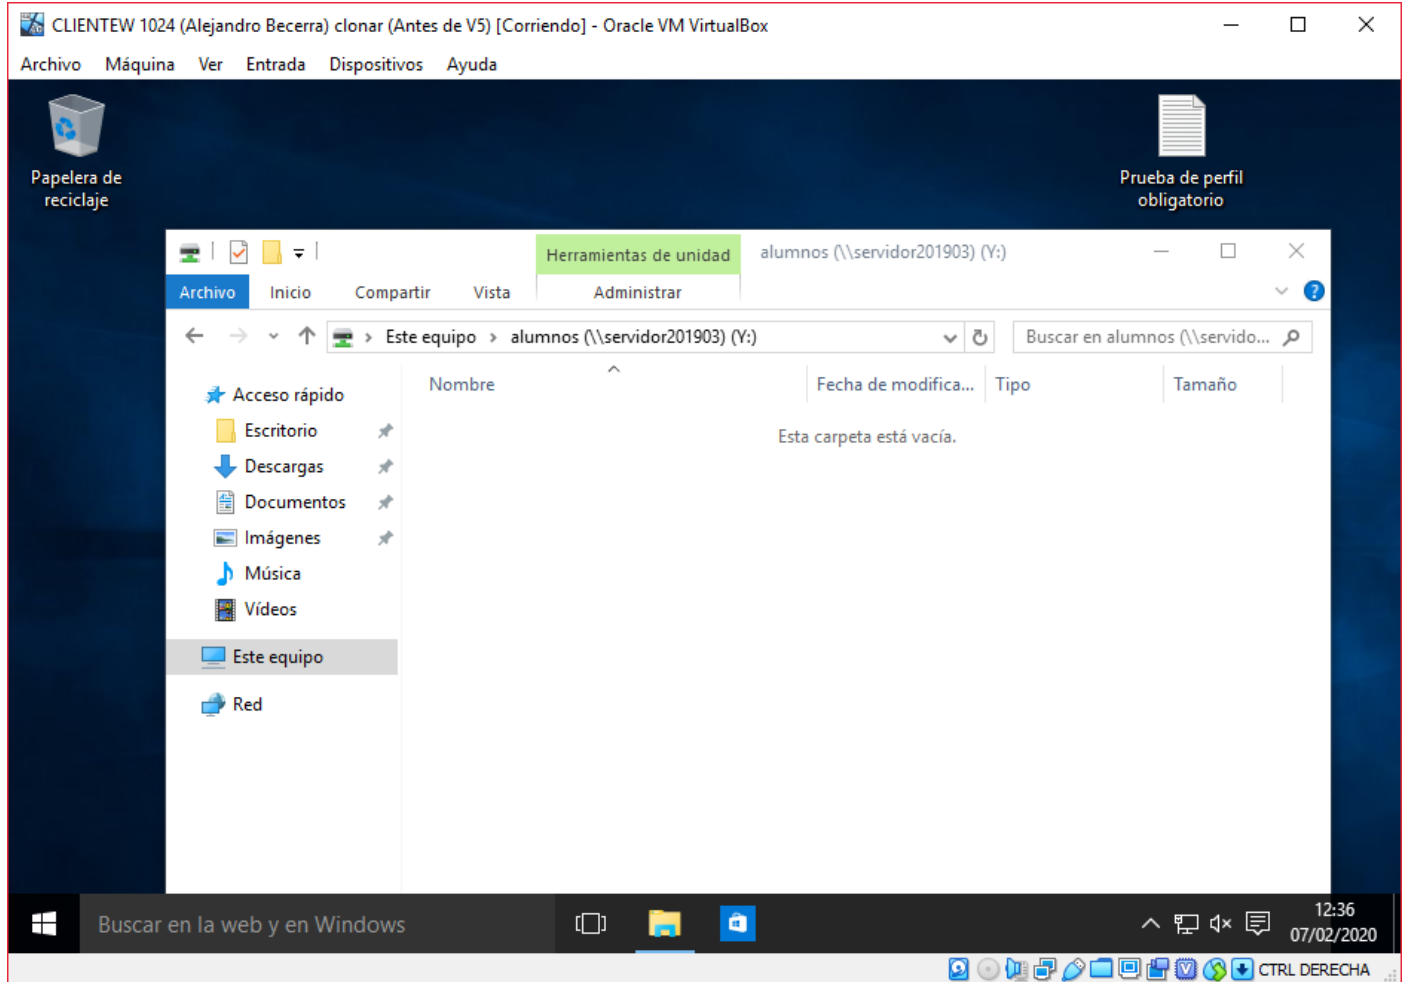 CLIENTEW 1024 (Alejandro Becerra) clonar (Antes de V5) [Corriendo] - Oracle VM VirtualBox
Archivo Máquina Ver Entrada Dispositivos Ayuda
Papelera de
reciclaje
Prueba de perfil
obligatorio
Herramientas de unidad alumnos (\\servidor201903) (Y:)
Archivo Inicio Compartir Vista Administrar
Este equipo > alumnos (\\servidor201903) (Y:) Buscar en alumnos (\\servido...
Nombre Fecha de modifica... Tipo Tamaño
Esta carpeta está vacía.
Acceso rápido
Escritorio
Descargas
Documentos
Imágenes
Música
Vídeos
Este equipo
Red
Buscar en la web y en Windows
12:36
07/02/2020
CTRL DERECHA